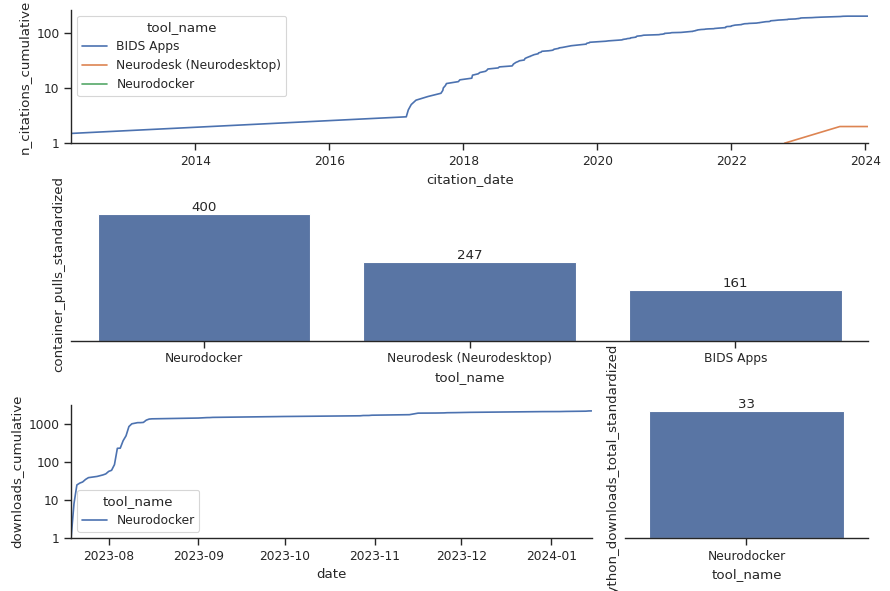 n_citations_cumulative
100
10
1
tool_name
BIDS Apps
Neurodesk (Neurodesktop)
Neurodocker
2014 2016 2018 2020 2022 2024
citation_date
container_pulls_standardized
400
247
161
Neurodocker Neurodesk (Neurodesktop) BIDS Apps
tool_name
downloads_cumulative
1000
100
10
1
tool_name
Neurodocker
2023-08 2023-09 2023-10 2023-11 2023-12 2024-01
date
ython_downloads_total_standardized
33
Neurodocker
tool_name